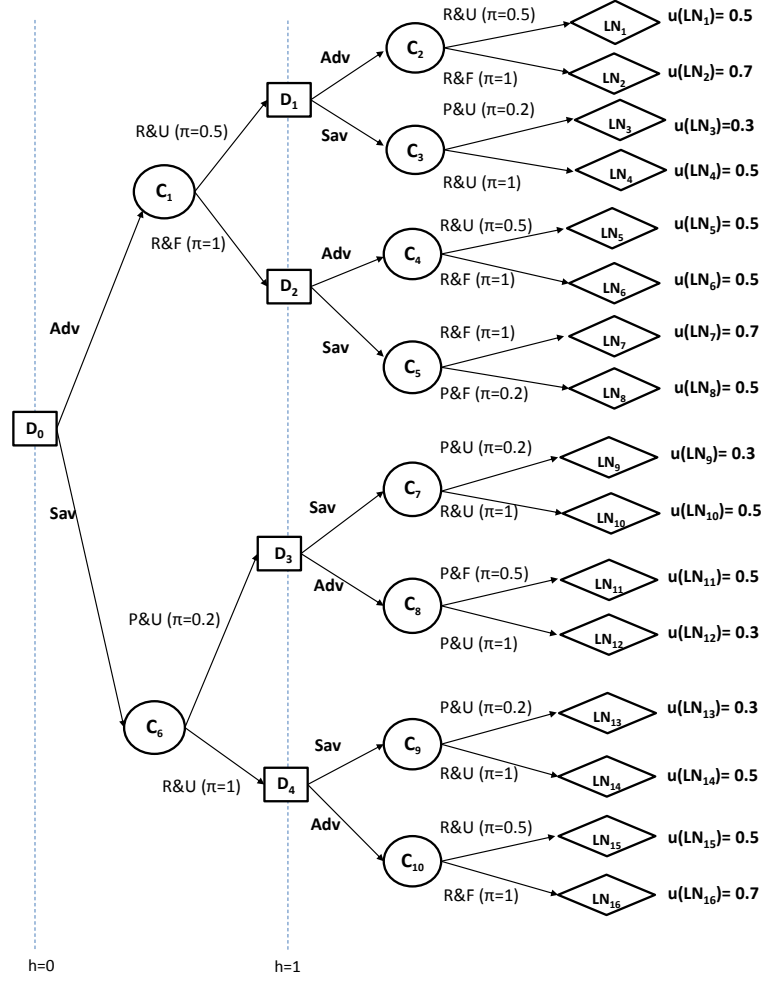 R&U (π=0.5)
LN₁
u(LN₁)= 0.5
C₂
Adv
R&F (π=1)
LN₂
u(LN₂)= 0.7
D₁
P&U (π=0.2)
LN₃
u(LN₃)=0.3
Sav
C₃
R&U (π=1)
LN₄
u(LN₄)= 0.5
R&U (π=0.5)
C₁
R&F (π=1)
R&U (π=0.5)
LN₅
u(LN₅)= 0.5
Adv
C₄
R&F (π=1)
LN₆
u(LN₆)= 0.5
D₂
R&F (π=1)
LN₇
u(LN₇)= 0.7
Sav
C₅
P&F (π=0.2)
LN₈
u(LN₈)= 0.5
Adv
D₀
Sav
P&U (π=0.2)
LN₉
u(LN₉)= 0.3
Sav
C₇
R&U (π=1)
LN₁₀
u(LN₁₀)= 0.5
D₃
P&F (π=0.5)
LN₁₁
u(LN₁₁)= 0.5
Adv
C₈
P&U (π=1)
LN₁₂
u(LN₁₂)= 0.3
P&U (π=0.2)
C₆
R&U (π=1)
P&U (π=0.2)
LN₁₃
u(LN₁₃)= 0.3
Sav
C₉
R&U (π=1)
LN₁₄
u(LN₁₄)= 0.5
D₄
Adv
R&U (π=0.5)
LN₁₅
u(LN₁₅)= 0.5
C₁₀
R&F (π=1)
LN₁₆
u(LN₁₆)= 0.7
h=0
h=1